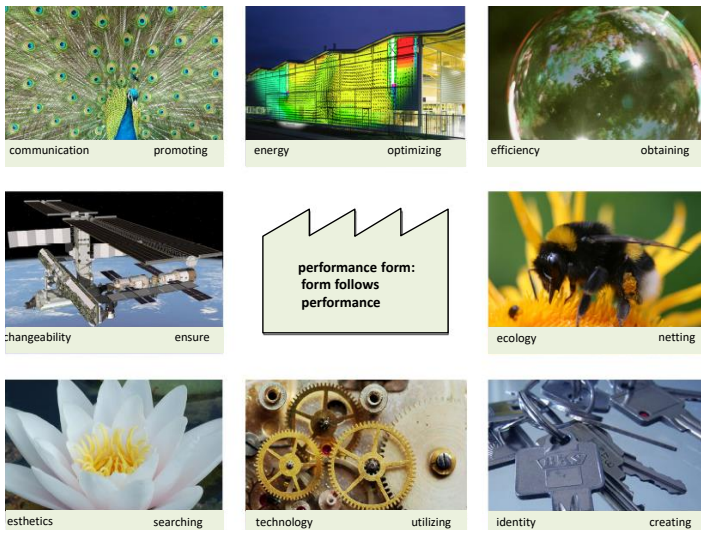 communication promoting
energy optimizing
efficiency obtaining
performance form:
form follows
performance
changeability ensure
ecology netting
esthetics searching
technology utilizing
identity creating